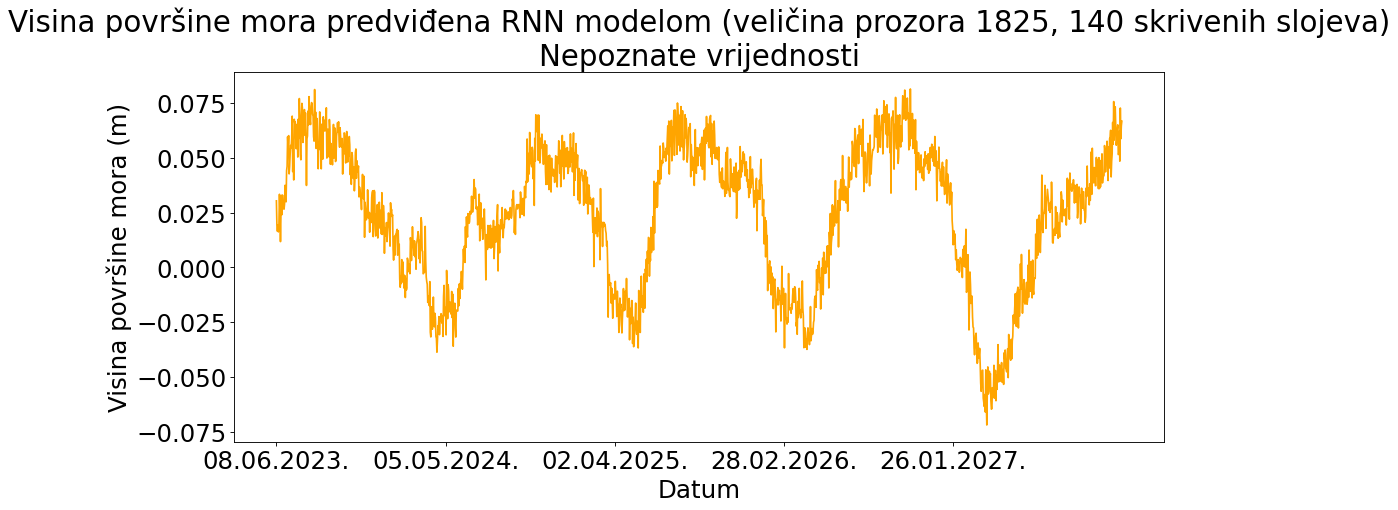 Visina površine mora predviđena RNN modelom (veličina prozora 1825, 140 skrivenih slojeva)
Nepoznate vrijednosti
Visina površine mora (m)
0.075
0.050
0.025
0.000
−0.025
−0.050
−0.075
08.06.2023. 05.05.2024. 02.04.2025. 28.02.2026. 26.01.2027.
Datum